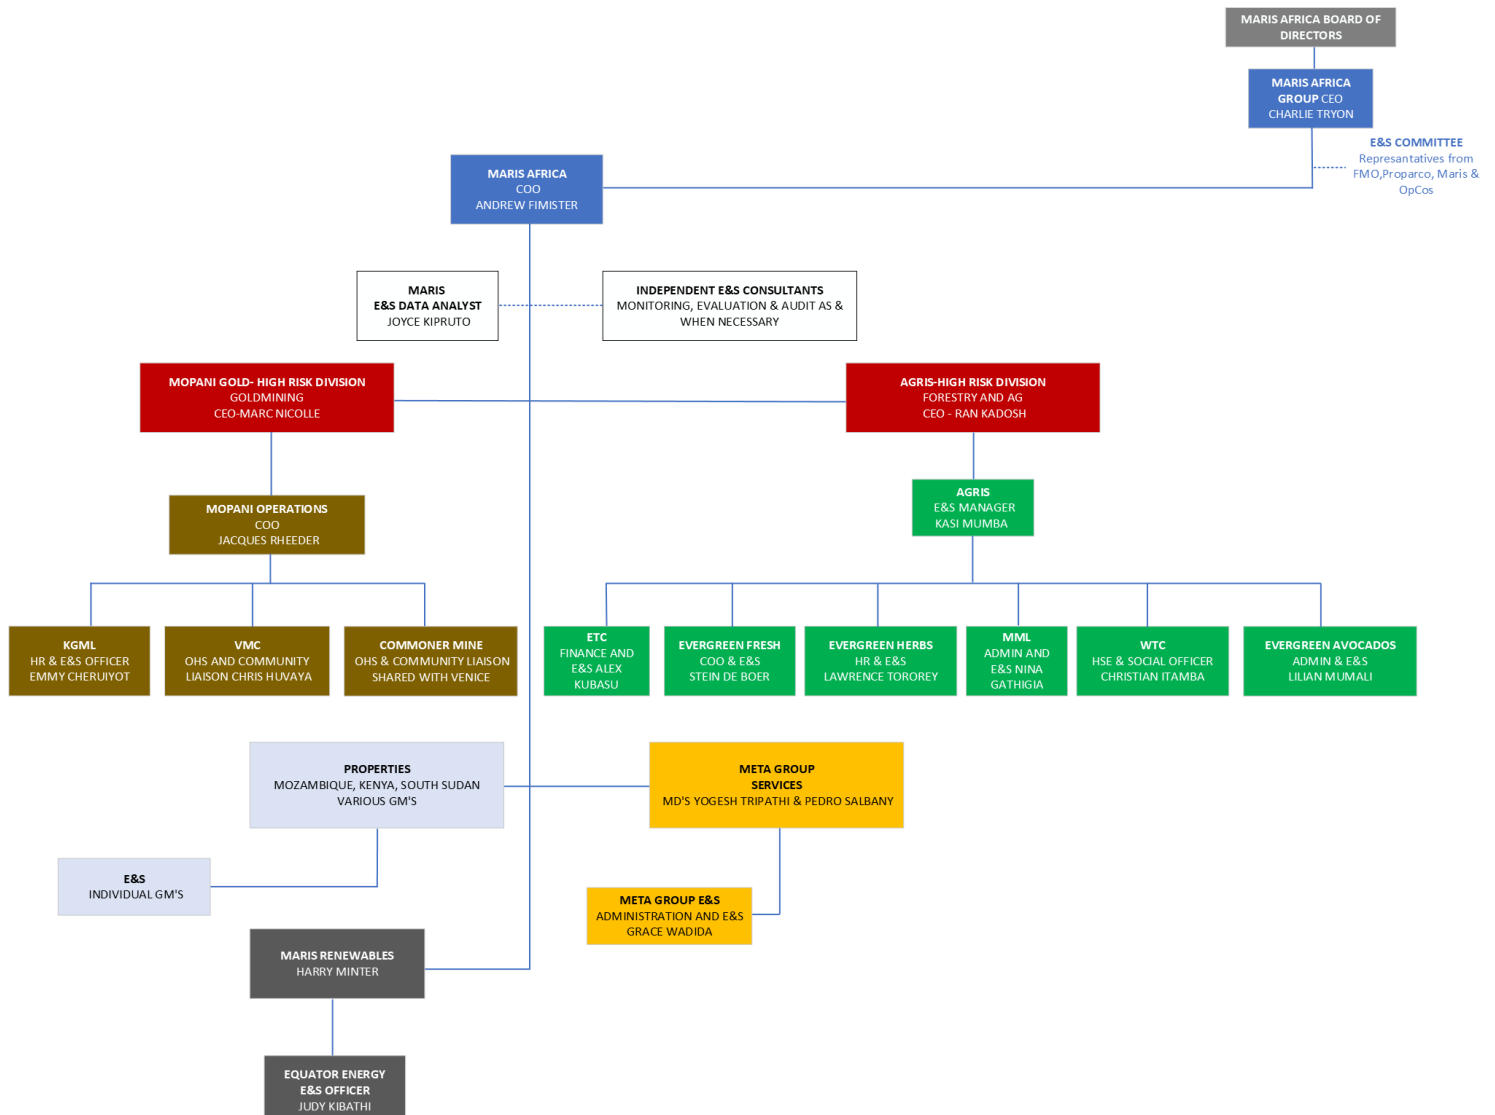 MARIS AFRICA BOARD OF
DIRECTORS
MARIS AFRICA
GROUP CEO
CHARLIE TRYON
E&S COMMITTEE
Represantatives from
FMO,Proparco, Maris &
OpCos
MARIS AFRICA
COO
ANDREW FIMISTER
MARIS
E&S DATA ANALYST
JOYCE KIPRUTO
INDEPENDENT E&S CONSULTANTS
MONITORING, EVALUATION & AUDIT AS &
WHEN NECESSARY
MOPANI GOLD- HIGH RISK DIVISION
GOLDMINING
CEO-MARC NICOLLE
AGRIS-HIGH RISK DIVISION
FORESTRY AND AG
CEO - RAN KADOSH
MOPANI OPERATIONS
COO
JACQUES RHEEDER
AGRIS
E&S MANAGER
KASI MUMBA
KGML
HR & E&S OFFICER
EMMY CHERUIYOT
VMC
OHS AND COMMUNITY
LIAISON CHRIS HUVAYA
COMMONER MINE
OHS & COMMUNITY LIAISON
SHARED WITH VENICE
ETC
FINANCE AND
E&S ALEX
KUBASU
EVERGREEN FRESH
COO & E&S
STEIN DE BOER
EVERGREEN HERBS
HR & E&S
LAWRENCE TOROREY
MML
ADMIN AND
E&S NINA
GATHIGIA
WTC
HSE & SOCIAL OFFICER
CHRISTIAN ITAMBA
EVERGREEN AVOCADOS
ADMIN & E&S
LILIAN MUMALI
PROPERTIES
MOZAMBIQUE, KENYA, SOUTH SUDAN
VARIOUS GM'S
META GROUP
SERVICES
MD'S YOGESH TRIPATHI & PEDRO SALBANY
E&S
INDIVIDUAL GM'S
META GROUP E&S
ADMINISTRATION AND E&S
GRACE WADIDA
MARIS RENEWABLES
HARRY MINTER
EQUATOR ENERGY
E&S OFFICER
JUDY KIBATHI